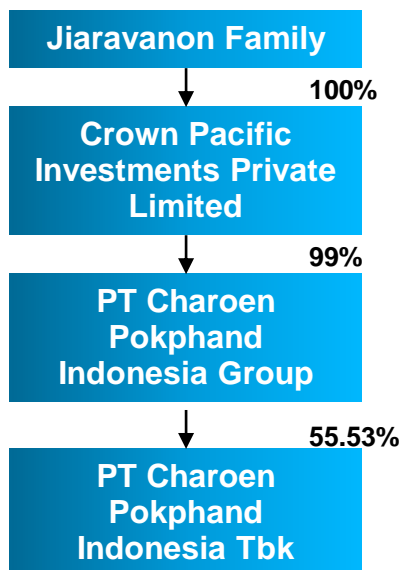 Jiaravanon Family
100%
Crown Pacific
Investments Private
Limited
99%
PT Charoen
Pokphand
Indonesia Group
55.53%
PT Charoen
Pokphand
Indonesia Tbk